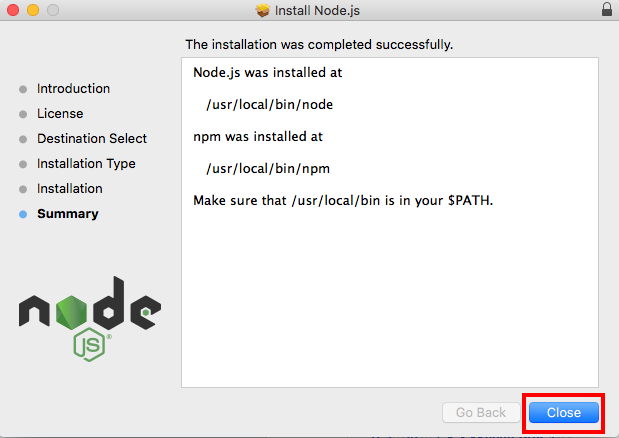 Install Node.js
The installation was completed successfully.
Introduction
License
Destination Select
Installation Type
Installation
Summary
Node.js was installed at
/usr/local/bin/node
npm was installed at
/usr/local/bin/npm
Make sure that /usr/local/bin is in your $PATH.
node
JS®
Go Back
Close